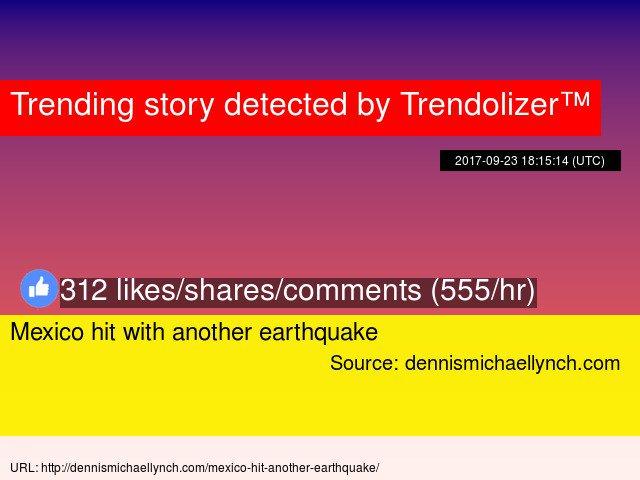 Trending story detected by Trendolizer™
2017-09-23 18:15:14 (UTC)
312 likes/shares/comments (555/hr)
Mexico hit with another earthquake
Source: dennismichaellynch.com
URL: http://dennismichaellynch.com/mexico-hit-another-earthquake/